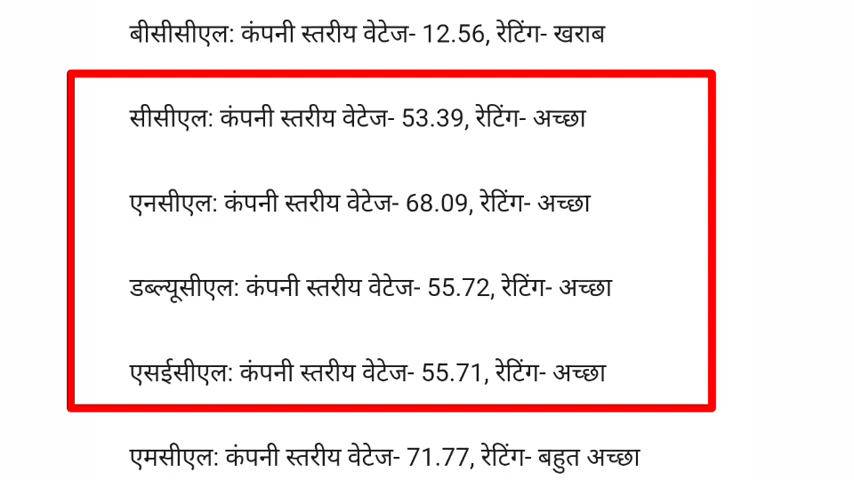 बीसीसीएल: कंपनी स्तरीय वेटेज- 12.56, रेटिंग- खराब
सीसीएल: कंपनी स्तरीय वेटेज- 53.39, रेटिंग- अच्छा
एनसीएल: कंपनी स्तरीय वेटेज- 68.09, रेटिंग- अच्छा
डब्ल्यूसीएल: कंपनी स्तरीय वेटेज- 55.72, रेटिंग- अच्छा
एसईसीएल: कंपनी स्तरीय वेटेज- 55.71, रेटिंग- अच्छा
एमसीएल: कंपनी स्तरीय वेटेज- 71.77, रेटिंग- बहुत अच्छा